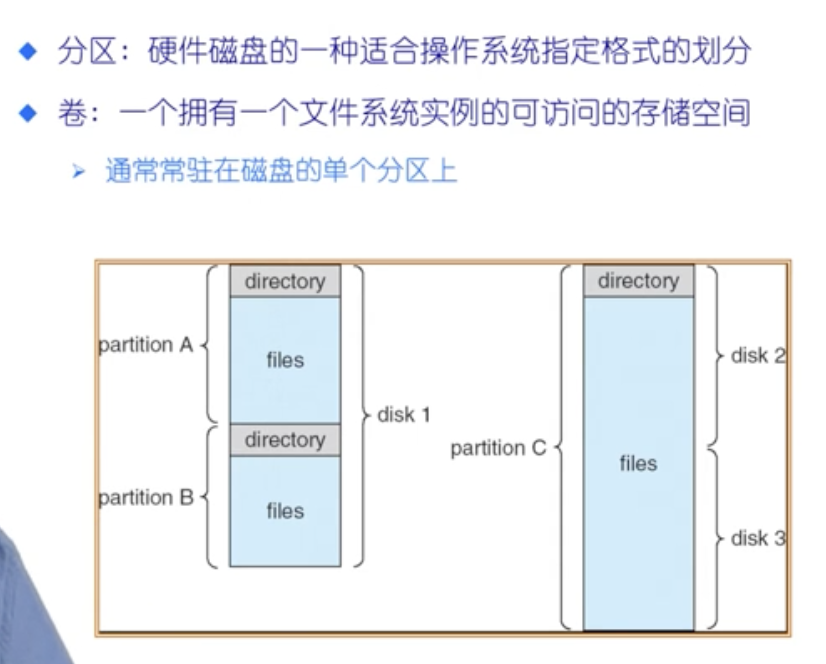 分区：硬件磁盘的一种适合操作系统指定格式的划分
卷：一个拥有一个文件系统实例的可访问的存储空间
通常常驻在磁盘的单个分区上
directory
partition A
files
disk 1
directory
partition B
files
directory
disk 2
partition C
files
disk 3